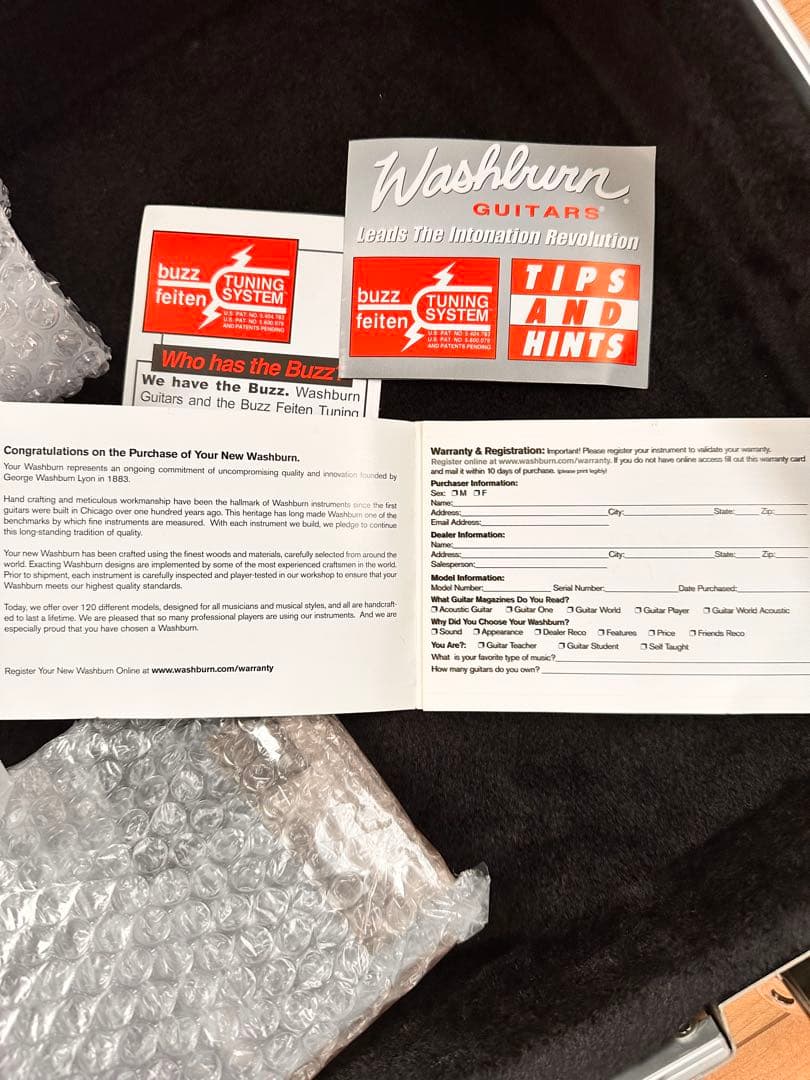 Washburn®
GUITARS®
Leads The Intonation Revolution
buzz
feiten
TUNING
SYSTEM™
U.S. PAT NO. 5,404,783
U.S. PAT NO. 5,600,079
AND PATENTS PENDING
TIPS
AND
HINTS
buzz
feiten
TUNING
SYSTEM™
U.S. PAT NO. 5,404,783
U.S. PAT NO. 5,600,079
AND PATENTS PENDING
Who has the Buzz?
We have the Buzz. Washburn
Guitars and the Buzz Feiten Tuning
Congratulations on the Purchase of Your New Washburn.
Your Washburn represents an ongoing commitment of uncompromising quality and innovation founded by
George Washburn Lyon in 1883.
Hand crafting and meticulous workmanship have been the hallmark of Washburn instruments since the first
guitars were built in Chicago over one hundred years ago. This heritage has long made Washburn one of the
benchmarks by which fine instruments are measured. With each instrument we build, we pledge to continue
this long-standing tradition of quality.
Your new Washburn has been crafted using the finest woods and materials, carefully selected from around the
world. Exacting Washburn designs are implemented by some of the most experienced craftsmen in the world.
Prior to shipment, each instrument is carefully inspected and player-tested in our workshop to ensure that your
Washburn meets our highest quality standards.
Today, we offer over 120 different models, designed for all musicians and musical styles, and all are handcraft-
ed to last a lifetime. We are pleased that so many professional players are using our instruments. And we are
especially proud that you have chosen a Washburn.
Register Your New Washburn Online at www.washburn.com/warranty
Warranty & Registration: Important! Please register your instrument to validate your warranty.
Register online at www.washburn.com/warranty. If you do not have online access fill out this warranty card
and mail it within 10 days of purchase. (please print legibly)
Purchaser Information:
Sex: ❒M ❒F
Name:
Address: City: State: Zip:
Email Address:
Dealer Information:
Name:
Address: City: State: Zip:
Salesperson:
Model Information:
Model Number: Serial Number: Date Purchased:
What Guitar Magazines Do You Read?
❒ Acoustic Guitar ❒ Guitar One ❒ Guitar World ❒ Guitar Player ❒ Guitar World Acoustic
Why Did You Choose Your Washburn?
❒ Sound ❒ Appearance ❒ Dealer Reco ❒ Features ❒ Price ❒ Friends Reco
You Are?: ❒ Guitar Teacher ❒ Guitar Student ❒ Self Taught
What is your favorite type of music?
How many guitars do you own?